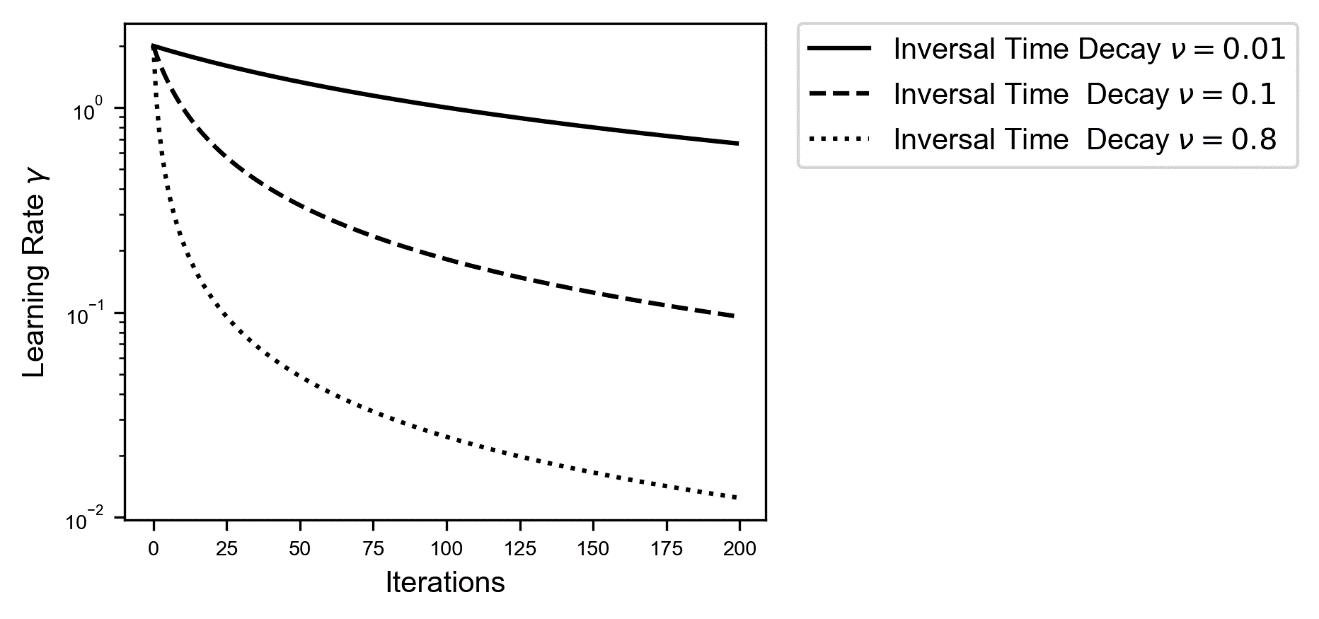 Inversal Time Decay ν = 0.01
Inversal Time  Decay ν = 0.1
Inversal Time  Decay ν = 0.8
Learning Rate γ
10⁰
10⁻¹
10⁻²
0 25 50 75 100 125 150 175 200
Iterations